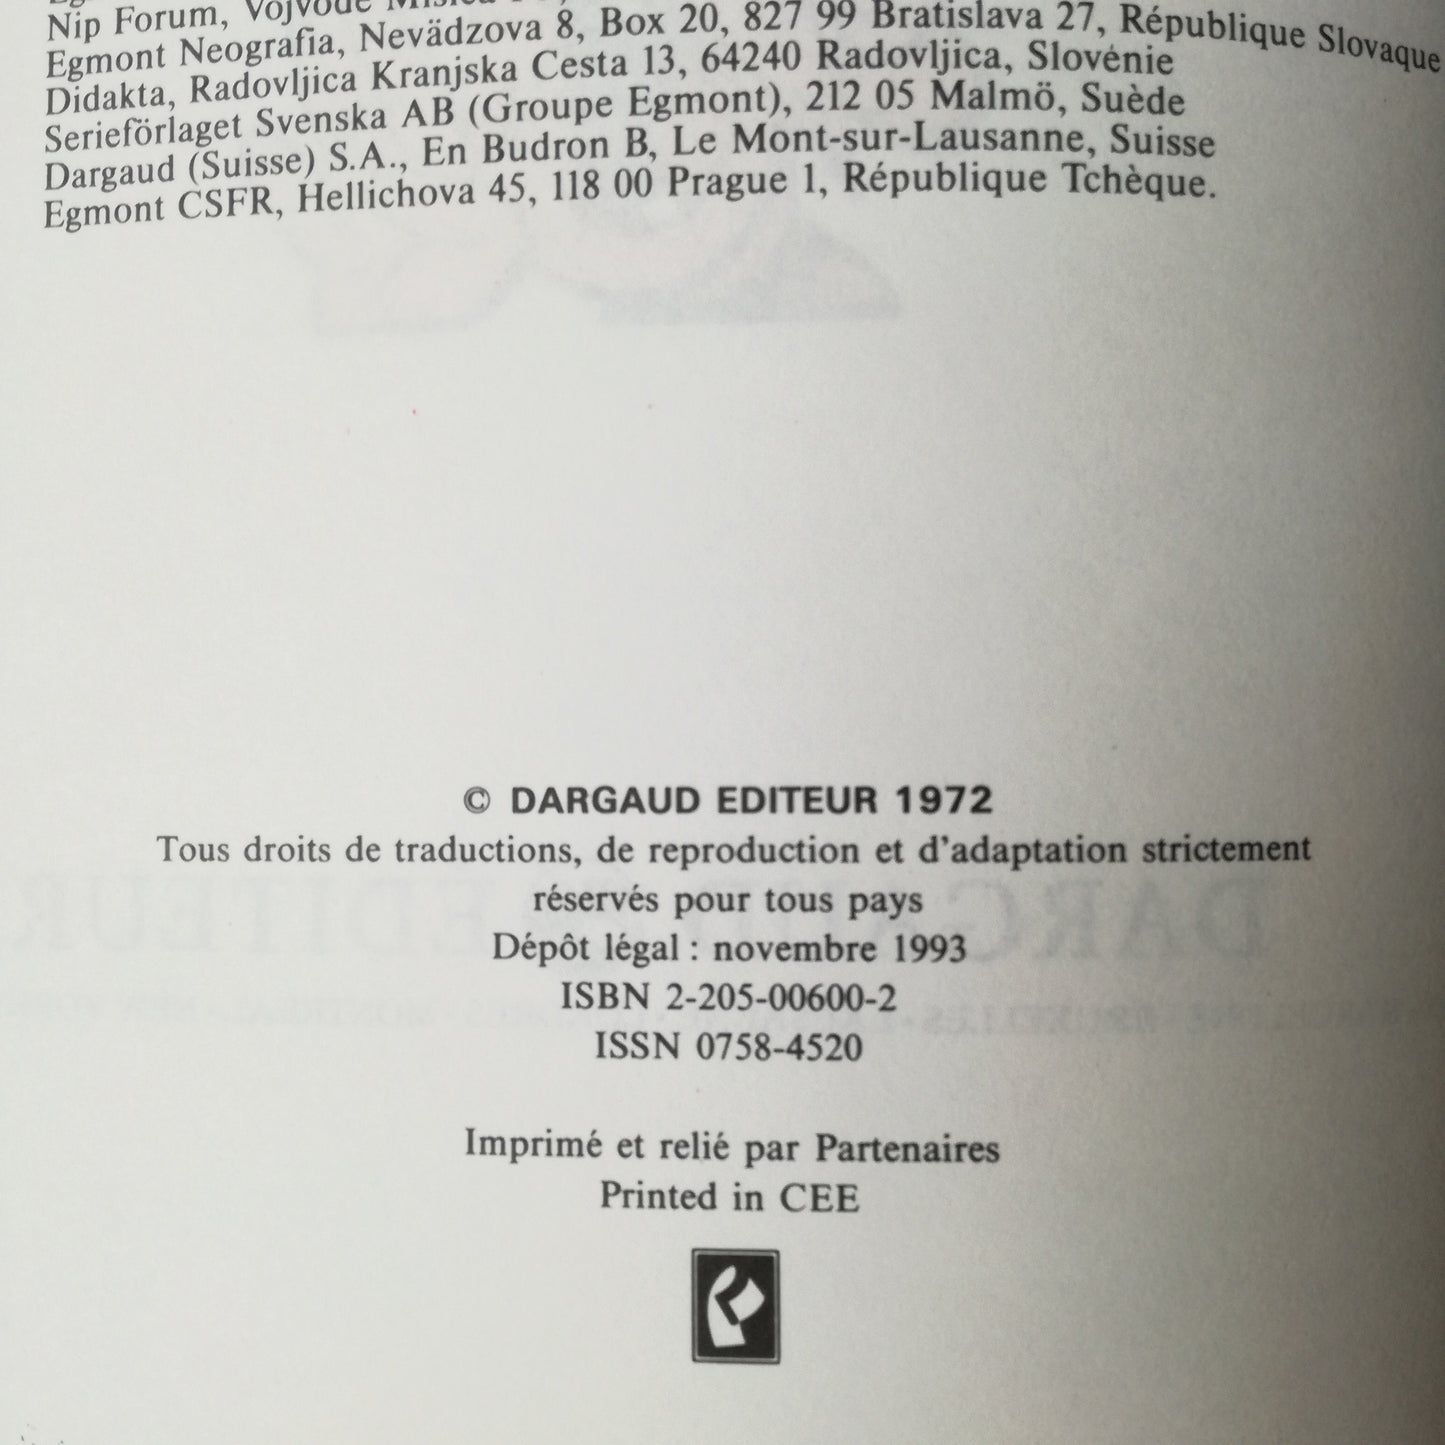 Nip Forum, Vojvode
Egmont Neografia, Nevädzova 8, Box 20, 827 99 Bratislava 27, République Slovaque
Didakta, Radovljica Kranjska Cesta 13, 64240 Radovljica, Slovénie
Serieförlaget Svenska AB (Groupe Egmont), 212 05 Malmö, Suède
Dargaud (Suisse) S.A., En Budron B, Le Mont-sur-Lausanne, Suisse
Egmont CSFR, Hellichova 45, 118 00 Prague 1, République Tchèque.
© DARGAUD EDITEUR 1972
Tous droits de traductions, de reproduction et d'adaptation strictement
réservés pour tous pays
Dépôt légal : novembre 1993
ISBN 2-205-00600-2
ISSN 0758-4520
Imprimé et relié par Partenaires
Printed in CEE